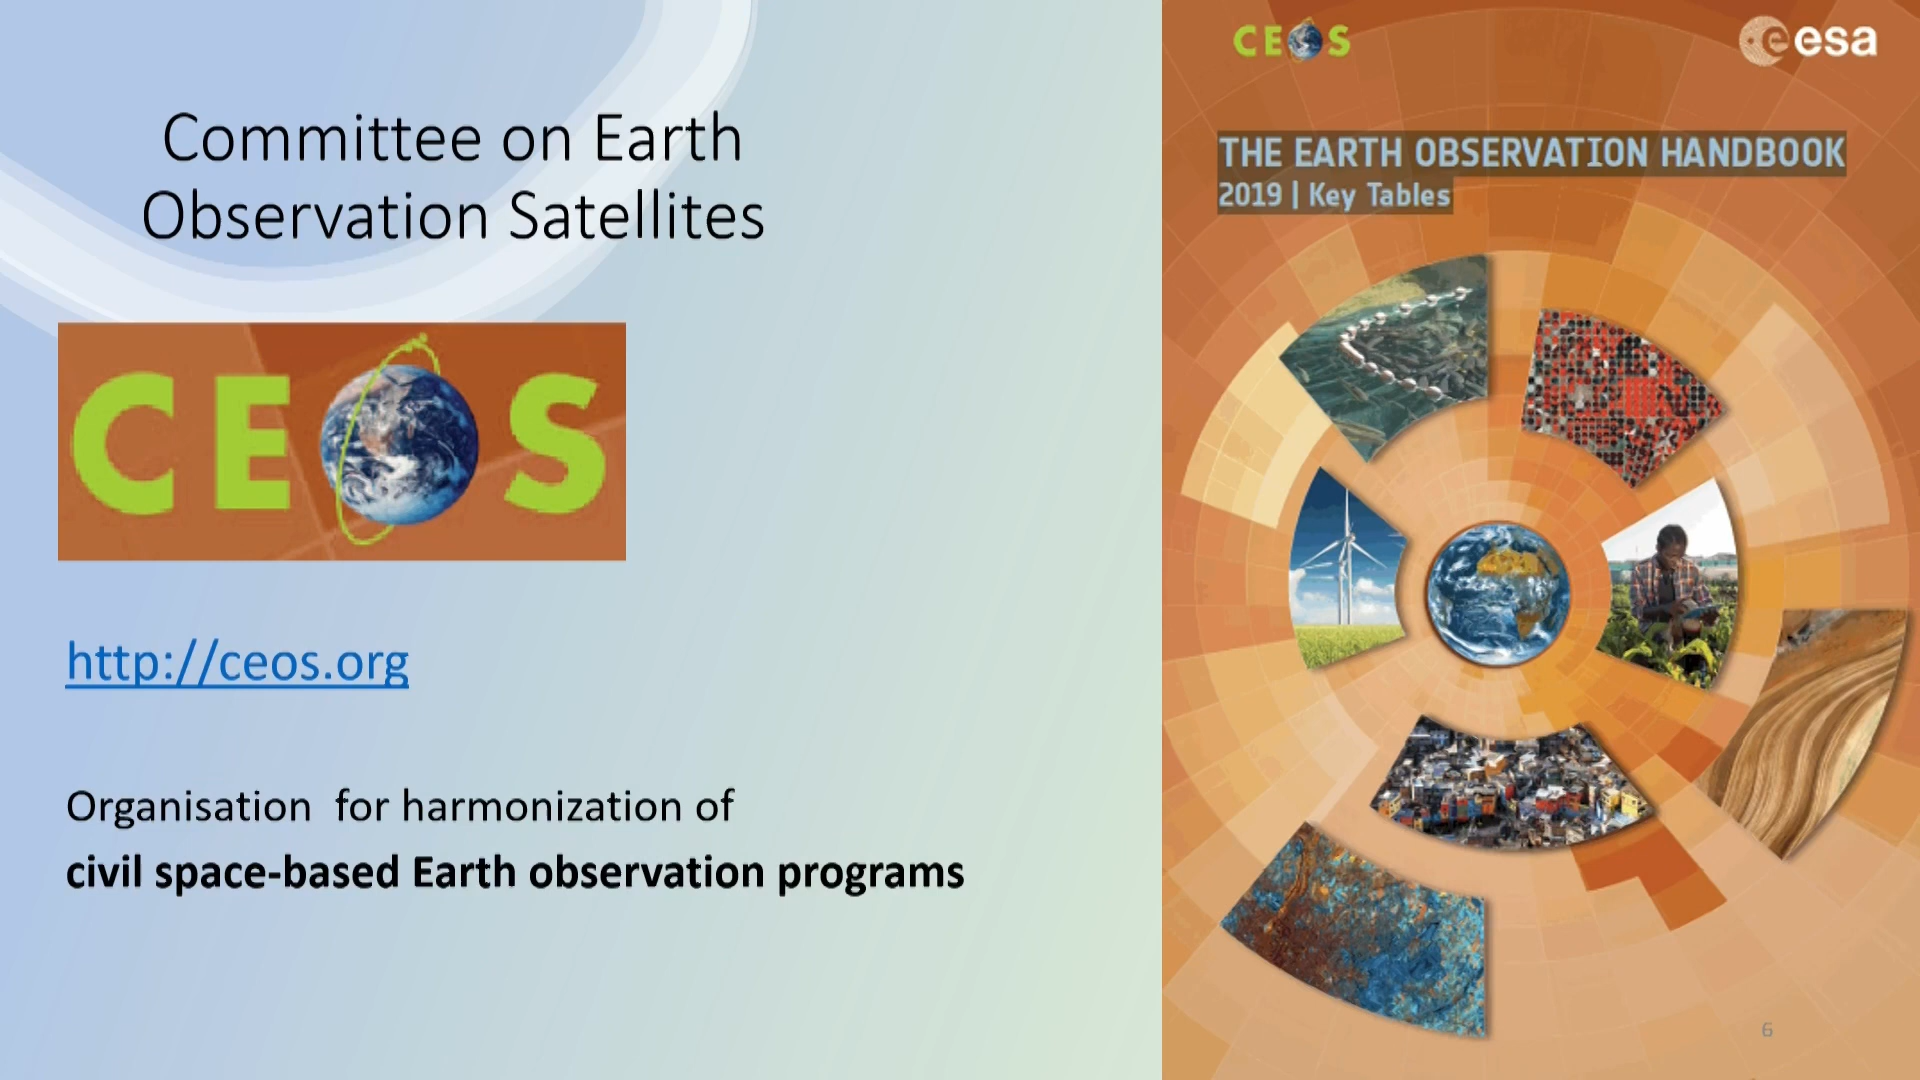 Committee on Earth
Observation Satellites
CEOS
http://ceos.org
Organisation for harmonization of
civil space-based Earth observation programs
CEOS
esa
THE EARTH OBSERVATION HANDBOOK
2019 | Key Tables
6